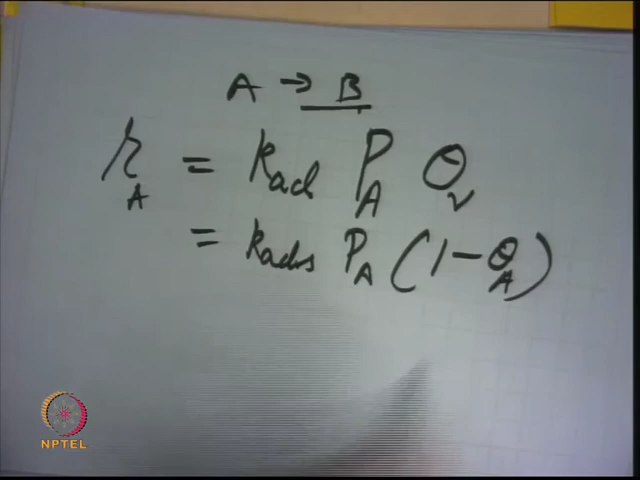 A → B
r_A = k_ad P_A θ_v
= k_ads P_A (1 - θ_A)
NPTEL